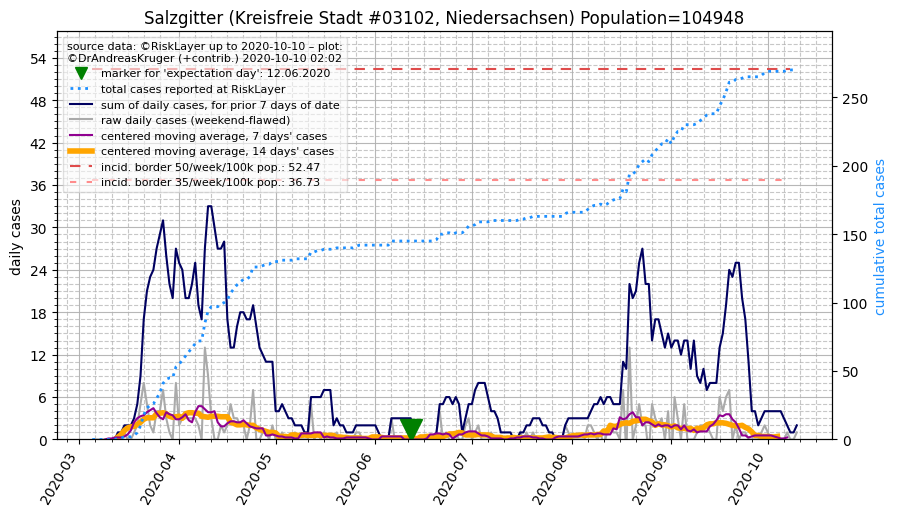 Salzgitter (Kreisfreie Stadt #03102, Niedersachsen) Population=104948
source data: ©RiskLayer up to 2020-10-10 – plot:
©DrAndreasKruger (+contrib.) 2020-10-10 02:02
marker for 'expectation day': 12.06.2020
total cases reported at RiskLayer
sum of daily cases, for prior 7 days of date
raw daily cases (weekend-flawed)
centered moving average, 7 days' cases
centered moving average, 14 days' cases
incid. border 50/week/100k pop.: 52.47
incid. border 35/week/100k pop.: 36.73
daily cases
54
48
42
36
30
24
18
12
6
0
cumulative total cases
250
200
150
100
50
0
2020-03
2020-04
2020-05
2020-06
2020-07
2020-08
2020-09
2020-10